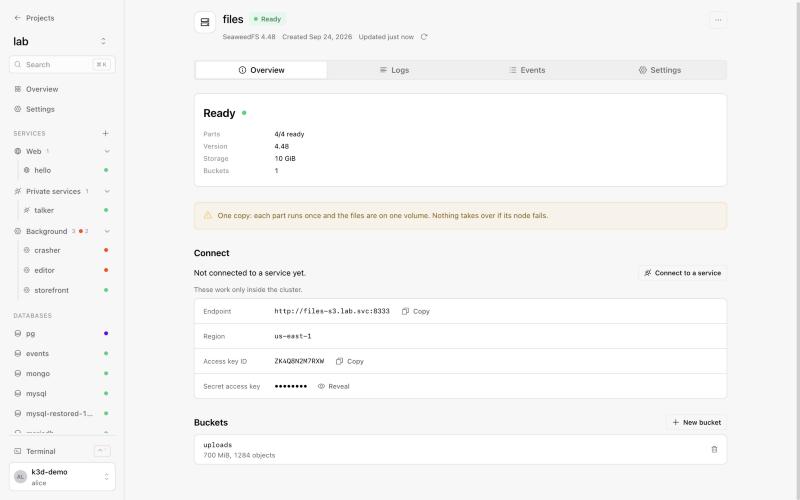 Projects
lab
Search
⌘ K
Overview
Settings
SERVICES
Web 1
hello
Private services 1
talker
Background 3 2
crasher
editor
storefront
DATABASES
pg
events
mongo
mysql
mysql-restored-1...
Terminal
AL
k3d-demo
alice
files
Ready
SeaweedFS 4.48 Created Sep 24, 2026 Updated just now
Overview
Logs
Events
Settings
Ready
Parts 4/4 ready
Version 4.48
Storage 10 GiB
Buckets 1
One copy: each part runs once and the files are on one volume. Nothing takes over if its node fails.
Connect
Not connected to a service yet.
Connect to a service
These work only inside the cluster.
Endpoint http://files-s3.lab.svc:8333 Copy
Region us-east-1
Access key ID ZK4Q8N2M7RXW Copy
Secret access key •••••••• Reveal
Buckets
New bucket
uploads
700 MiB, 1284 objects